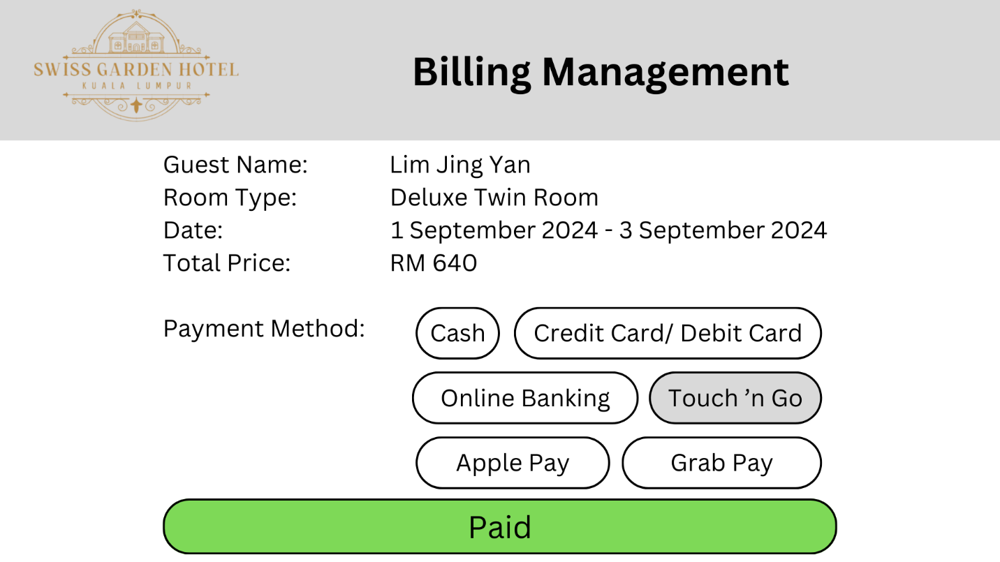 SWISS GARDEN HOTEL
KUALA LUMPUR
Billing Management
Guest Name: Lim Jing Yan
Room Type: Deluxe Twin Room
Date: 1 September 2024 - 3 September 2024
Total Price: RM 640
Payment Method: Cash Credit Card/ Debit Card
Online Banking Touch ’n Go
Apple Pay Grab Pay
Paid